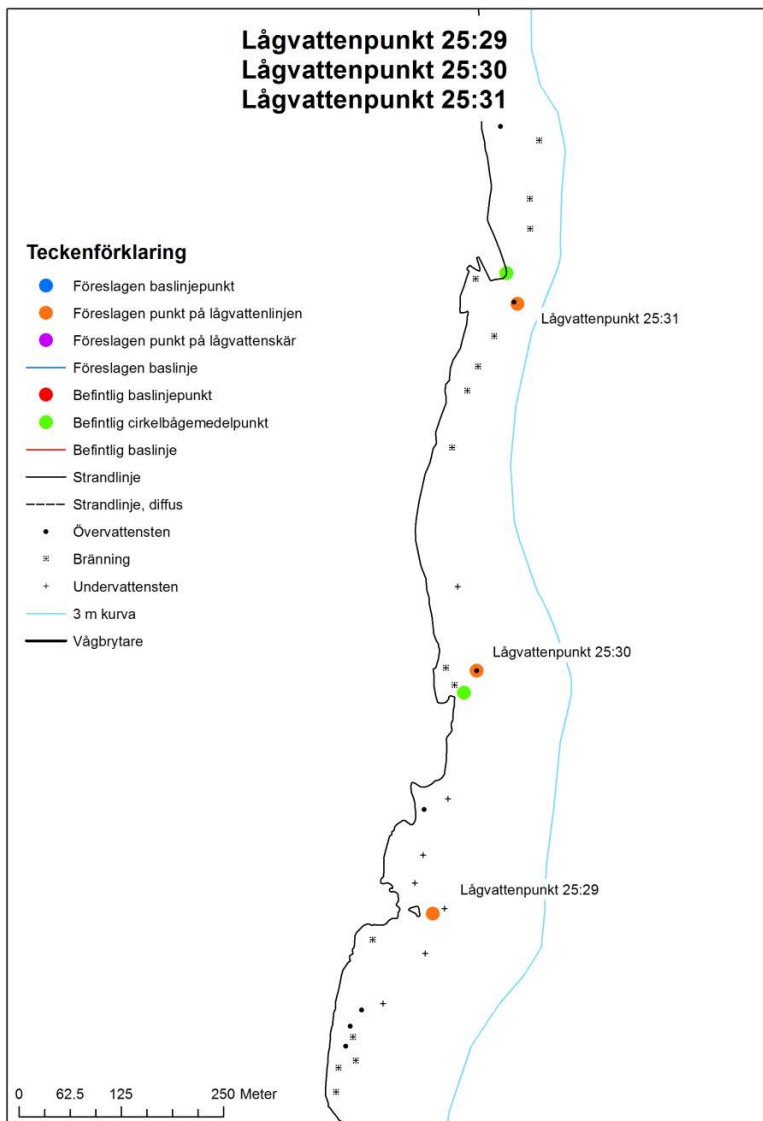 Lågvattenpunkt 25:29
Lågvattenpunkt 25:30
Lågvattenpunkt 25:31
Teckenförklaring
Föreslagen baslinjepunkt
Föreslagen punkt på lågvattenlinjen
Föreslagen punkt på lågvattenskär
Föreslagen baslinje
Befintlig baslinjepunkt
Befintlig cirkelbågemedelpunkt
Befintlig baslinje
Strandlinje
Strandlinje, diffus
Övervattensten
Bränning
Undervattensten
3 m kurva
Vågbrytare
Lågvattenpunkt 25:31
Lågvattenpunkt 25:30
Lågvattenpunkt 25:29
0 62.5 125 250 Meter